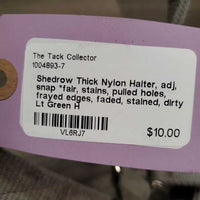 The Tack Collector
1004893-7
Shedrow Thick Nylon Halter, adj,
snap *fair, stains, pulled holes,
frayed edges, faded, stained, dirty
Lt Green H
VL6RJ7
$10.00